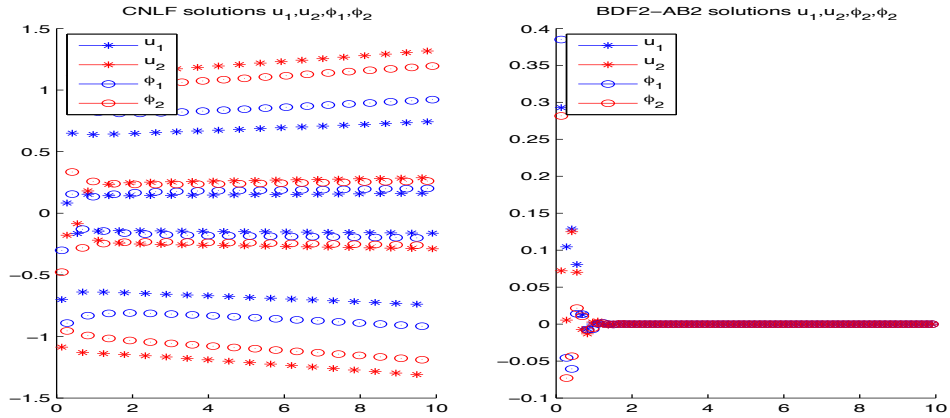 CNLF solutions u₁,u₂,ϕ₁,ϕ₂
1.5
1
0.5
0
−0.5
−1
−1.5
0 2 4 6 8 10
u₁
u₂
ϕ₁
ϕ₂
BDF2−AB2 solutions u₁,u₂,ϕ₂,ϕ₂
0.4
0.35
0.3
0.25
0.2
0.15
0.1
0.05
0
−0.05
−0.1
0 2 4 6 8 10
u₁
u₂
ϕ₁
ϕ₂